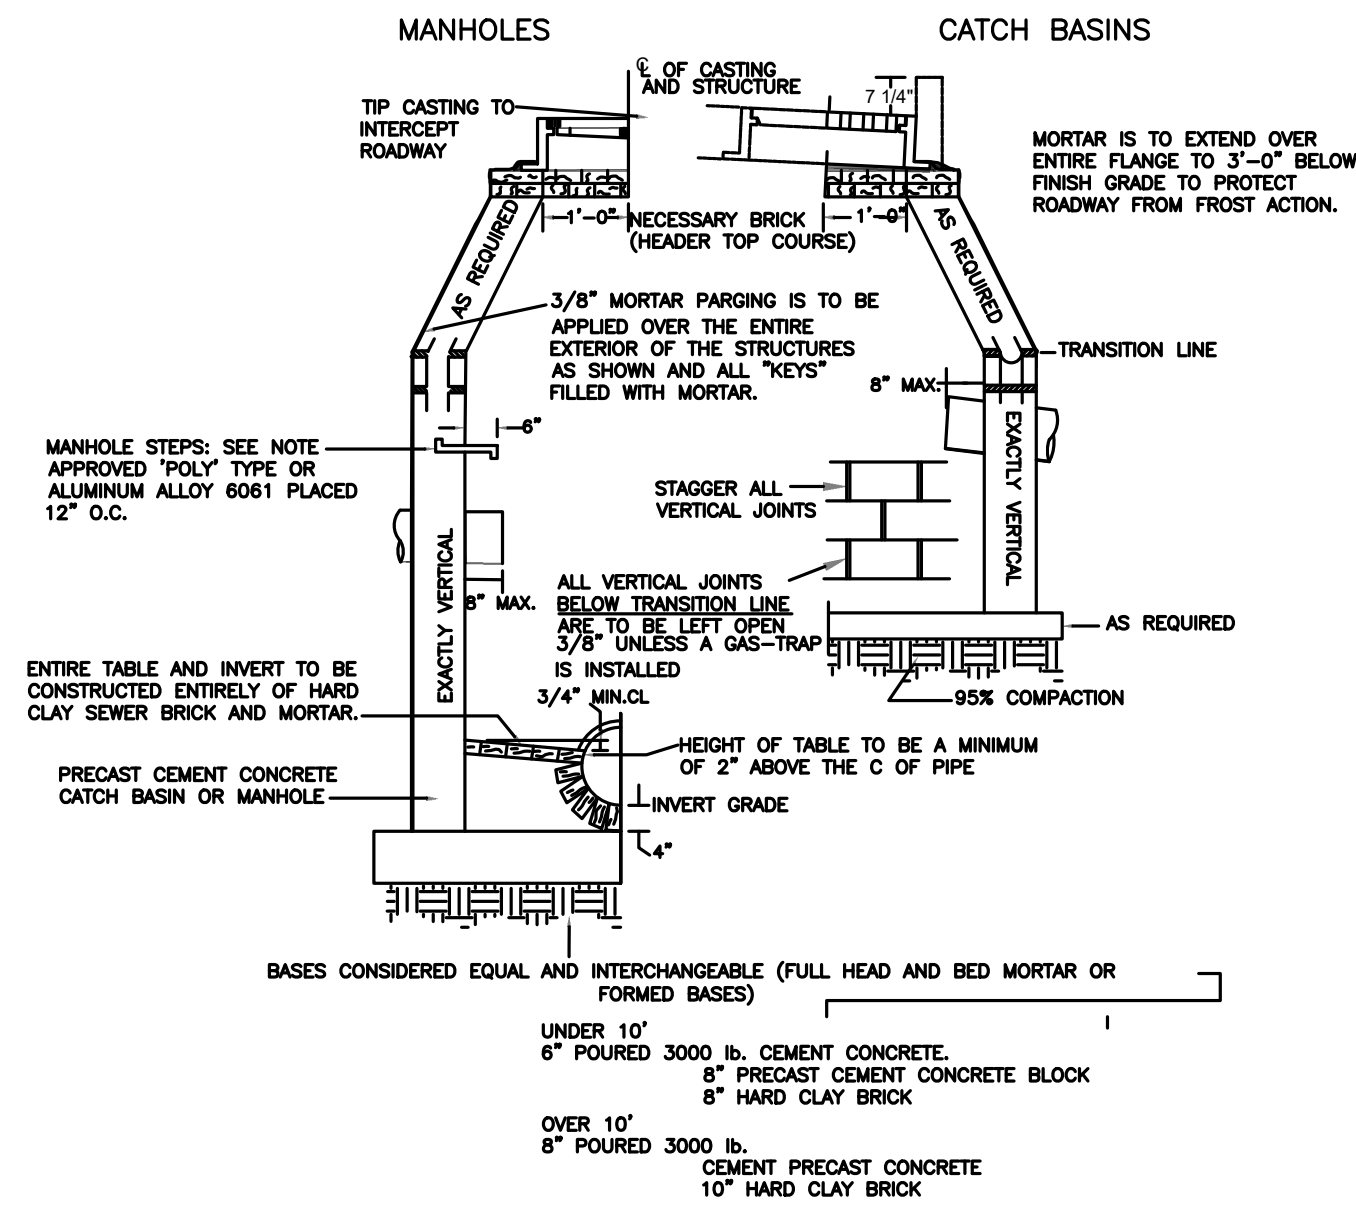 MANHOLES
CATCH BASINS
℄ OF CASTING
AND STRUCTURE
7 1/4"
TIP CASTING TO
INTERCEPT
ROADWAY
MORTAR IS TO EXTEND OVER
ENTIRE FLANGE TO 3'-0" BELOW
FINISH GRADE TO PROTECT
ROADWAY FROM FROST ACTION.
1'-0"
NECESSARY BRICK
(HEADER TOP COURSE)
1'-0"
AS REQUIRED
AS REQUIRED
3/8" MORTAR PARGING IS TO BE
APPLIED OVER THE ENTIRE
EXTERIOR OF THE STRUCTURES
AS SHOWN AND ALL "KEYS"
FILLED WITH MORTAR.
TRANSITION LINE
8" MAX.
6"
MANHOLE STEPS: SEE NOTE
APPROVED 'POLY' TYPE OR
ALUMINUM ALLOY 6061 PLACED
12" O.C.
EXACTLY VERTICAL
STAGGER ALL
VERTICAL JOINTS
EXACTLY VERTICAL
8" MAX.
ALL VERTICAL JOINTS
BELOW TRANSITION LINE
ARE TO BE LEFT OPEN
3/8" UNLESS A GAS-TRAP
IS INSTALLED
AS REQUIRED
95% COMPACTION
ENTIRE TABLE AND INVERT TO BE
CONSTRUCTED ENTIRELY OF HARD
CLAY SEWER BRICK AND MORTAR.
3/4" MIN.CL
HEIGHT OF TABLE TO BE A MINIMUM
OF 2" ABOVE THE C OF PIPE
PRECAST CEMENT CONCRETE
CATCH BASIN OR MANHOLE
INVERT GRADE
4"
BASES CONSIDERED EQUAL AND INTERCHANGEABLE (FULL HEAD AND BED MORTAR OR
FORMED BASES)
UNDER 10'
6" POURED 3000 lb. CEMENT CONCRETE.
8" PRECAST CEMENT CONCRETE BLOCK
8" HARD CLAY BRICK
OVER 10'
8" POURED 3000 lb.
CEMENT PRECAST CONCRETE
10" HARD CLAY BRICK